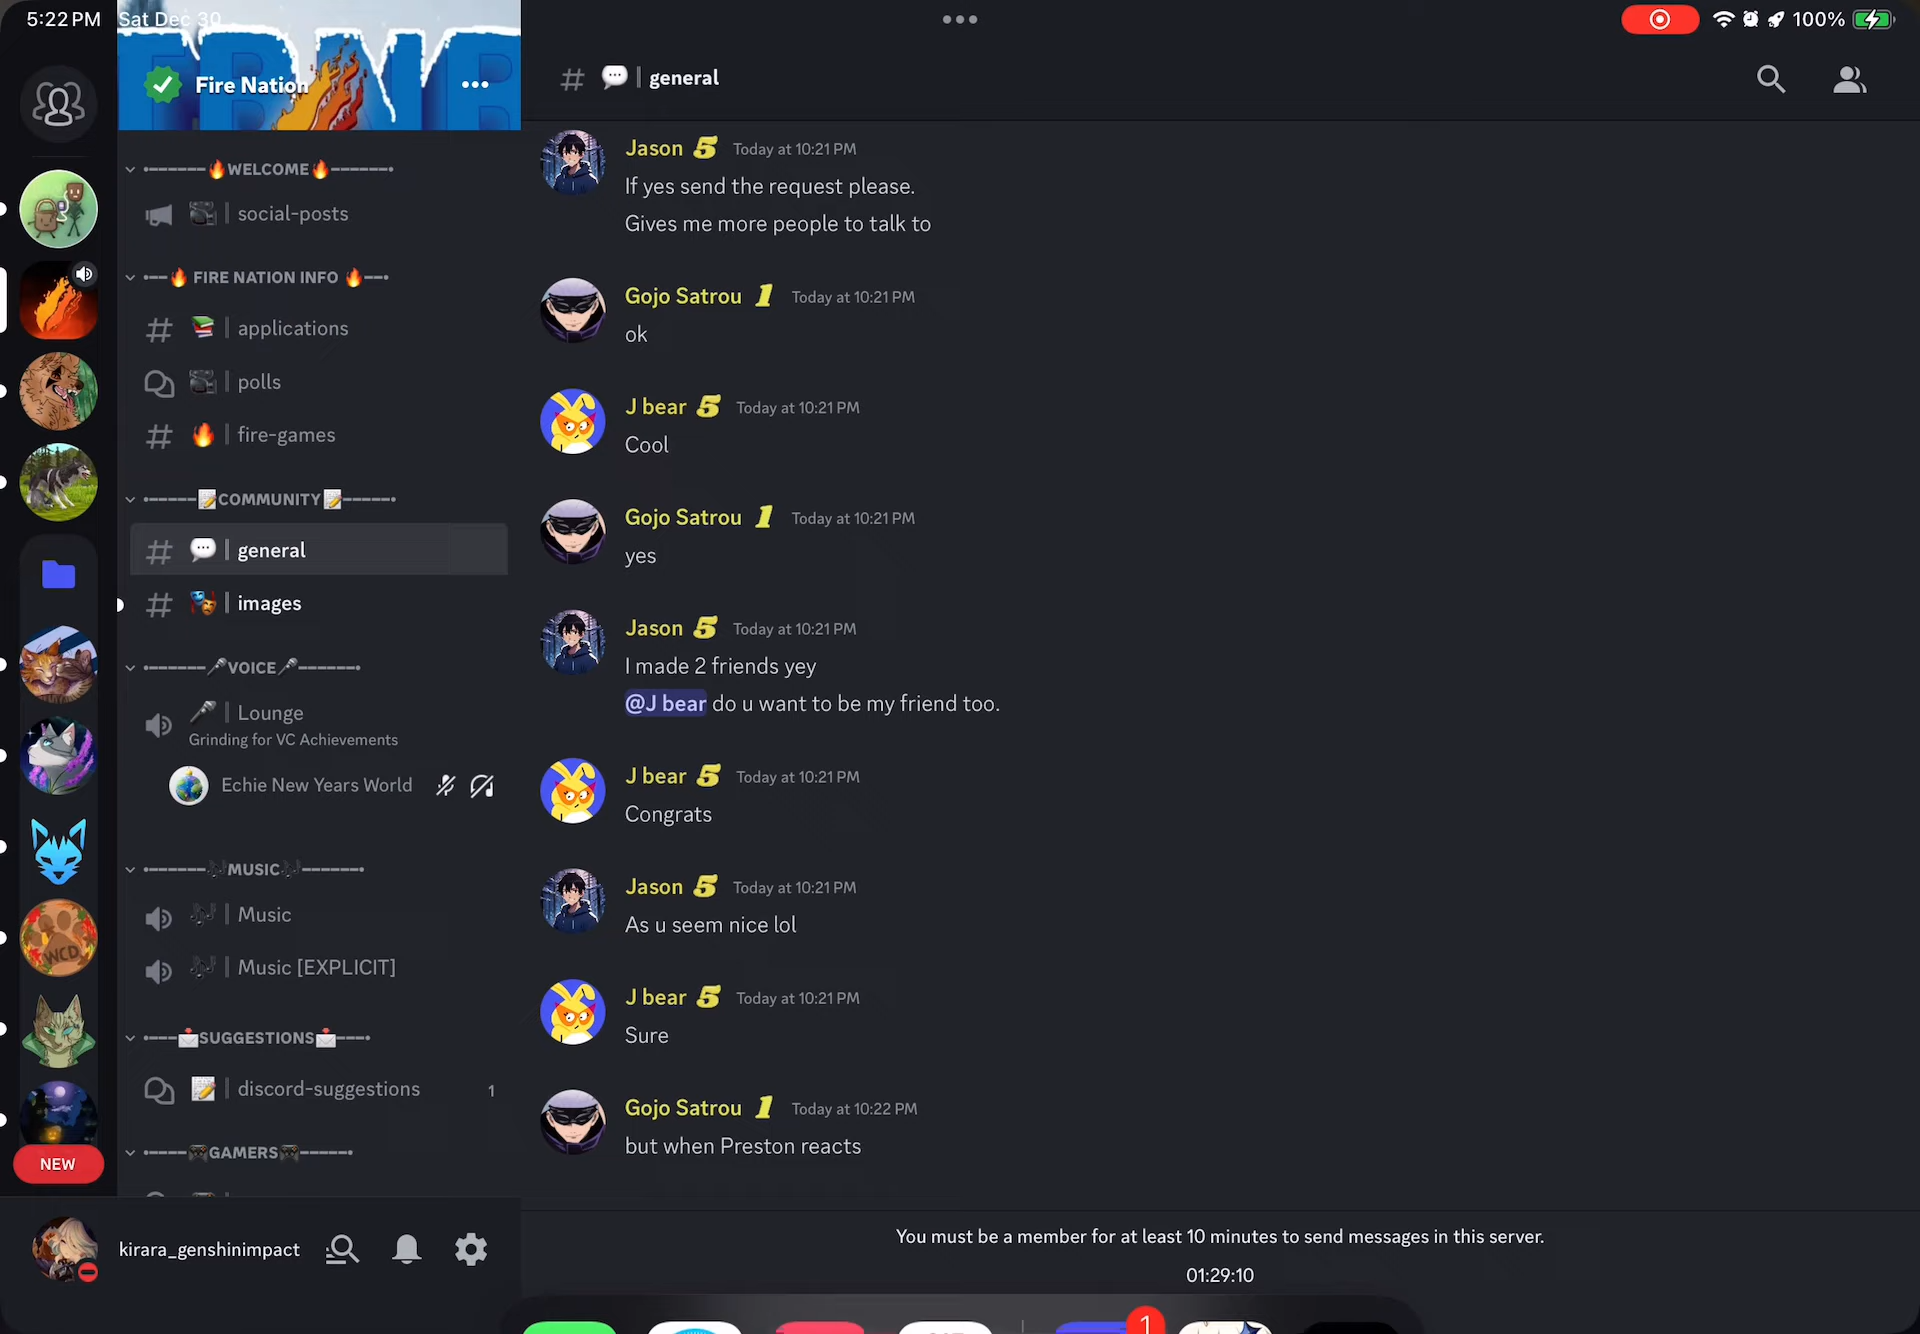 5:22 PM Sat Dec 30
100%
Fire Nation
WELCOME
social-posts
FIRE NATION INFO
applications
polls
fire-games
COMMUNITY
general
images
VOICE
Lounge
Grinding for VC Achievements
Echie New Years World
MUSIC
Music
Music [EXPLICIT]
SUGGESTIONS
discord-suggestions 1
GAMERS
WCD
NEW
kirara_genshinimpact
# | general
Jason 5 Today at 10:21 PM
If yes send the request please.
Gives me more people to talk to
Gojo Satrou 1 Today at 10:21 PM
ok
J bear 5 Today at 10:21 PM
Cool
Gojo Satrou 1 Today at 10:21 PM
yes
Jason 5 Today at 10:21 PM
I made 2 friends yey
@J bear do u want to be my friend too.
J bear 5 Today at 10:21 PM
Congrats
Jason 5 Today at 10:21 PM
As u seem nice lol
J bear 5 Today at 10:21 PM
Sure
Gojo Satrou 1 Today at 10:22 PM
but when Preston reacts
You must be a member for at least 10 minutes to send messages in this server.
01:29:10
1